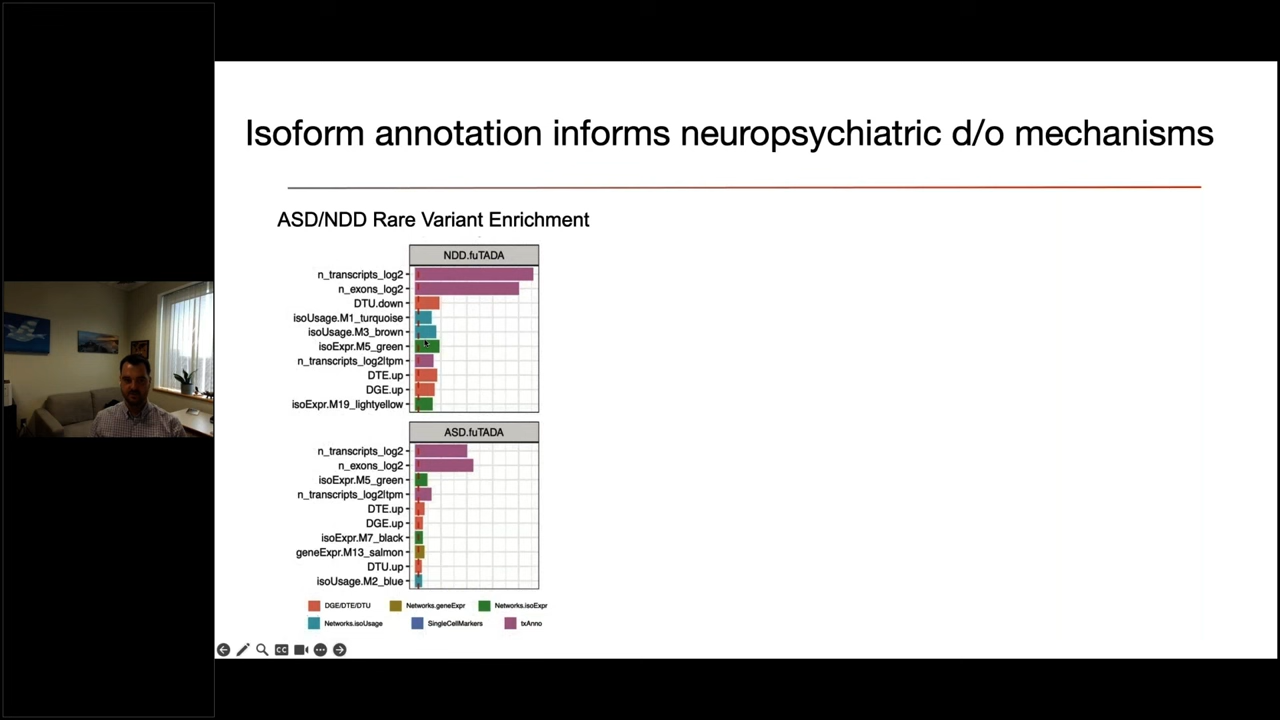 Isoform annotation informs neuropsychiatric d/o mechanisms
ASD/NDD Rare Variant Enrichment
NDD.fuTADA
n_transcripts_log2
n_exons_log2
DTU.down
isoUsage.M1_turquoise
isoUsage.M3_brown
isoExpr.M5_green
n_transcripts_log2ltpm
DTE.up
DGE.up
isoExpr.M19_lightyellow
ASD.fuTADA
n_transcripts_log2
n_exons_log2
isoExpr.M5_green
n_transcripts_log2ltpm
DTE.up
DGE.up
isoExpr.M7_black
geneExpr.M13_salmon
DTU.up
isoUsage.M2_blue
DGE/DTE/DTU Networks.geneExpr Networks.isoExpr
Networks.isoUsage SingleCellMarkers txAnno
CC